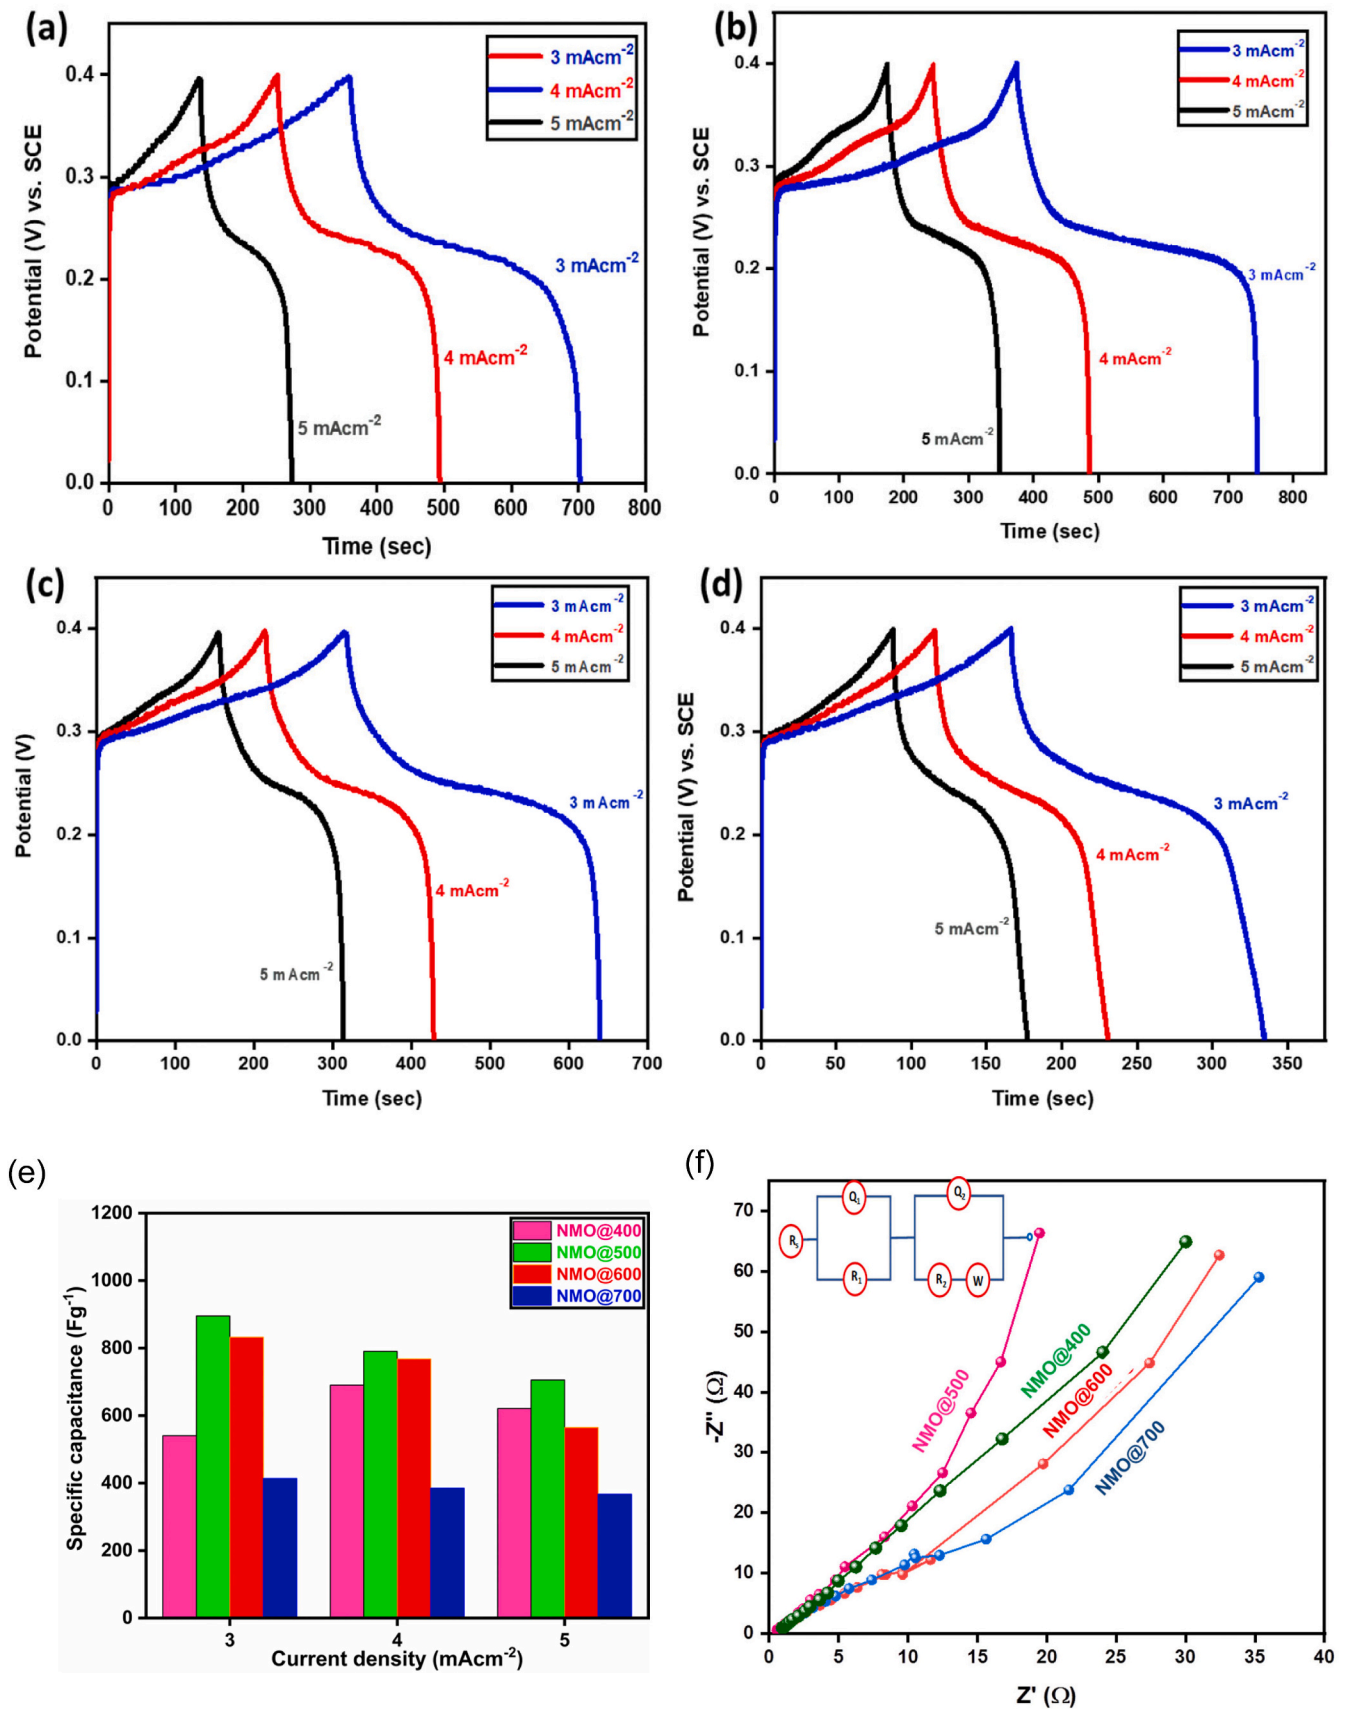 (a)
3 mAcm-2
4 mAcm-2
5 mAcm-2
0.4
0.3
0.2
0.1
0.0
Potential (V) vs. SCE
3 mAcm-2
4 mAcm-2
5 mAcm-2
0 100 200 300 400 500 600 700 800
Time (sec)
(b)
3 mAcm-2
4 mAcm-2
5 mAcm-2
0.4
0.3
0.2
0.1
0.0
Potential (V) vs. SCE
3 mAcm-2
4 mAcm-2
5 mAcm-2
0 100 200 300 400 500 600 700 800
Time (sec)
(c)
3 mAcm-2
4 mAcm-2
5 mAcm-2
0.4
0.3
0.2
0.1
0.0
Potential (V)
3 mAcm-2
4 mAcm-2
5 mAcm-2
0 100 200 300 400 500 600 700
Time (sec)
(d)
3 mAcm-2
4 mAcm-2
5 mAcm-2
0.4
0.3
0.2
0.1
0.0
Potential (V) vs. SCE
3 mAcm-2
4 mAcm-2
5 mAcm-2
0 50 100 150 200 250 300 350
Time (sec)
(e)
1200
1000
800
600
400
200
0
Specific capacitance (Fg-1)
NMO@400
NMO@500
NMO@600
NMO@700
3 4 5
Current density (mAcm-2)
(f)
70
60
50
40
30
20
10
0
-Z'' (Ω)
Q1
Q2
Rs
R1
R2
W
NMO@500
NMO@400
NMO@600
NMO@700
0 5 10 15 20 25 30 35 40
Z' (Ω)